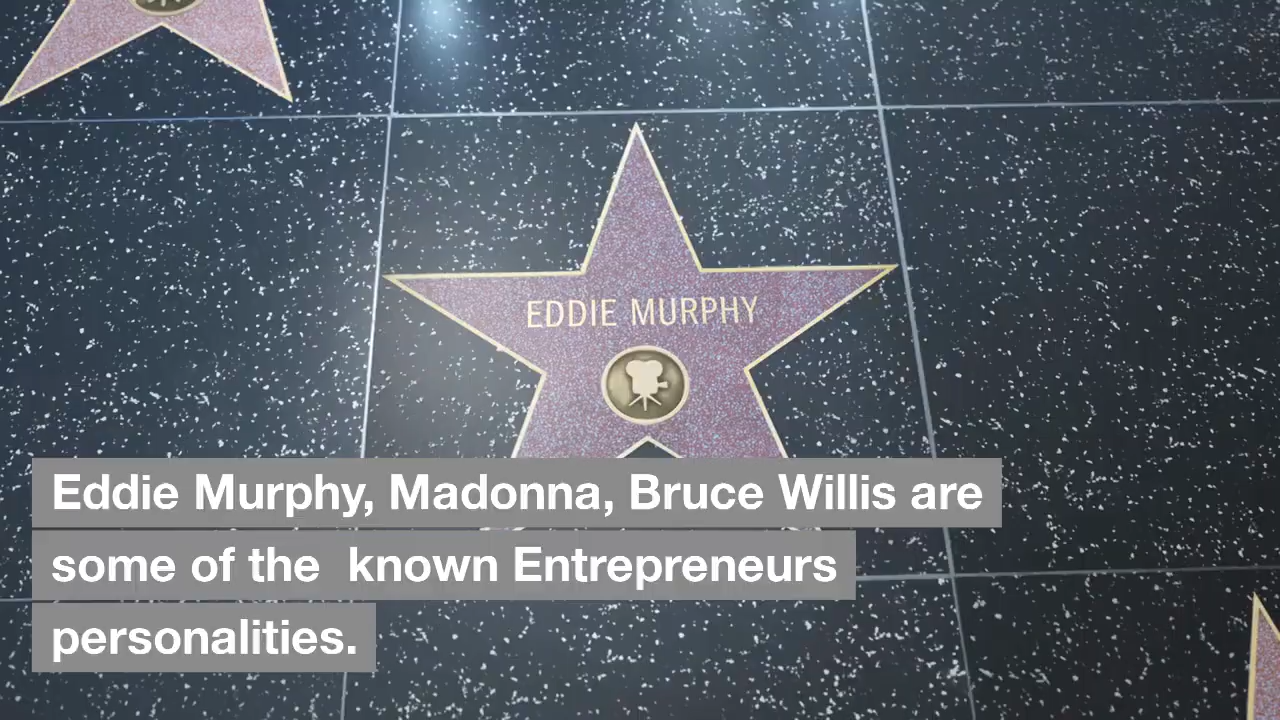 EDDIE MURPHY
Eddie Murphy, Madonna, Bruce Willis are
some of the  known Entrepreneurs
personalities.